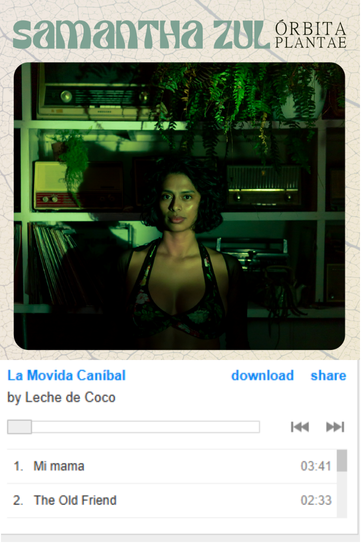 SAMANTHA ZUL
ÓRBITA
PLANTAE
La Movida Caníbal
download
share
by Leche de Coco
1. Mi mama 03:41
2. The Old Friend 02:33